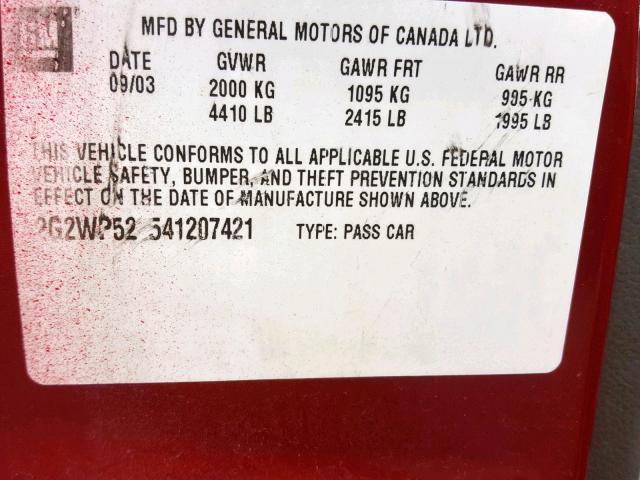 GM
MFD BY GENERAL MOTORS OF CANADA LTD.
DATE GVWR GAWR FRT GAWR RR
09/03 2000 KG 1095 KG 905 KG
4410 LB 2415 LB 1995 LB
THIS VEHICLE CONFORMS TO ALL APPLICABLE U.S. FEDERAL MOTOR
VEHICLE SAFETY, BUMPER, AND THEFT PREVENTION STANDARDS IN
EFFECT ON THE DATE OF MANUFACTURE SHOWN ABOVE.
2G2WP52 541207421 TYPE: PASS CAR